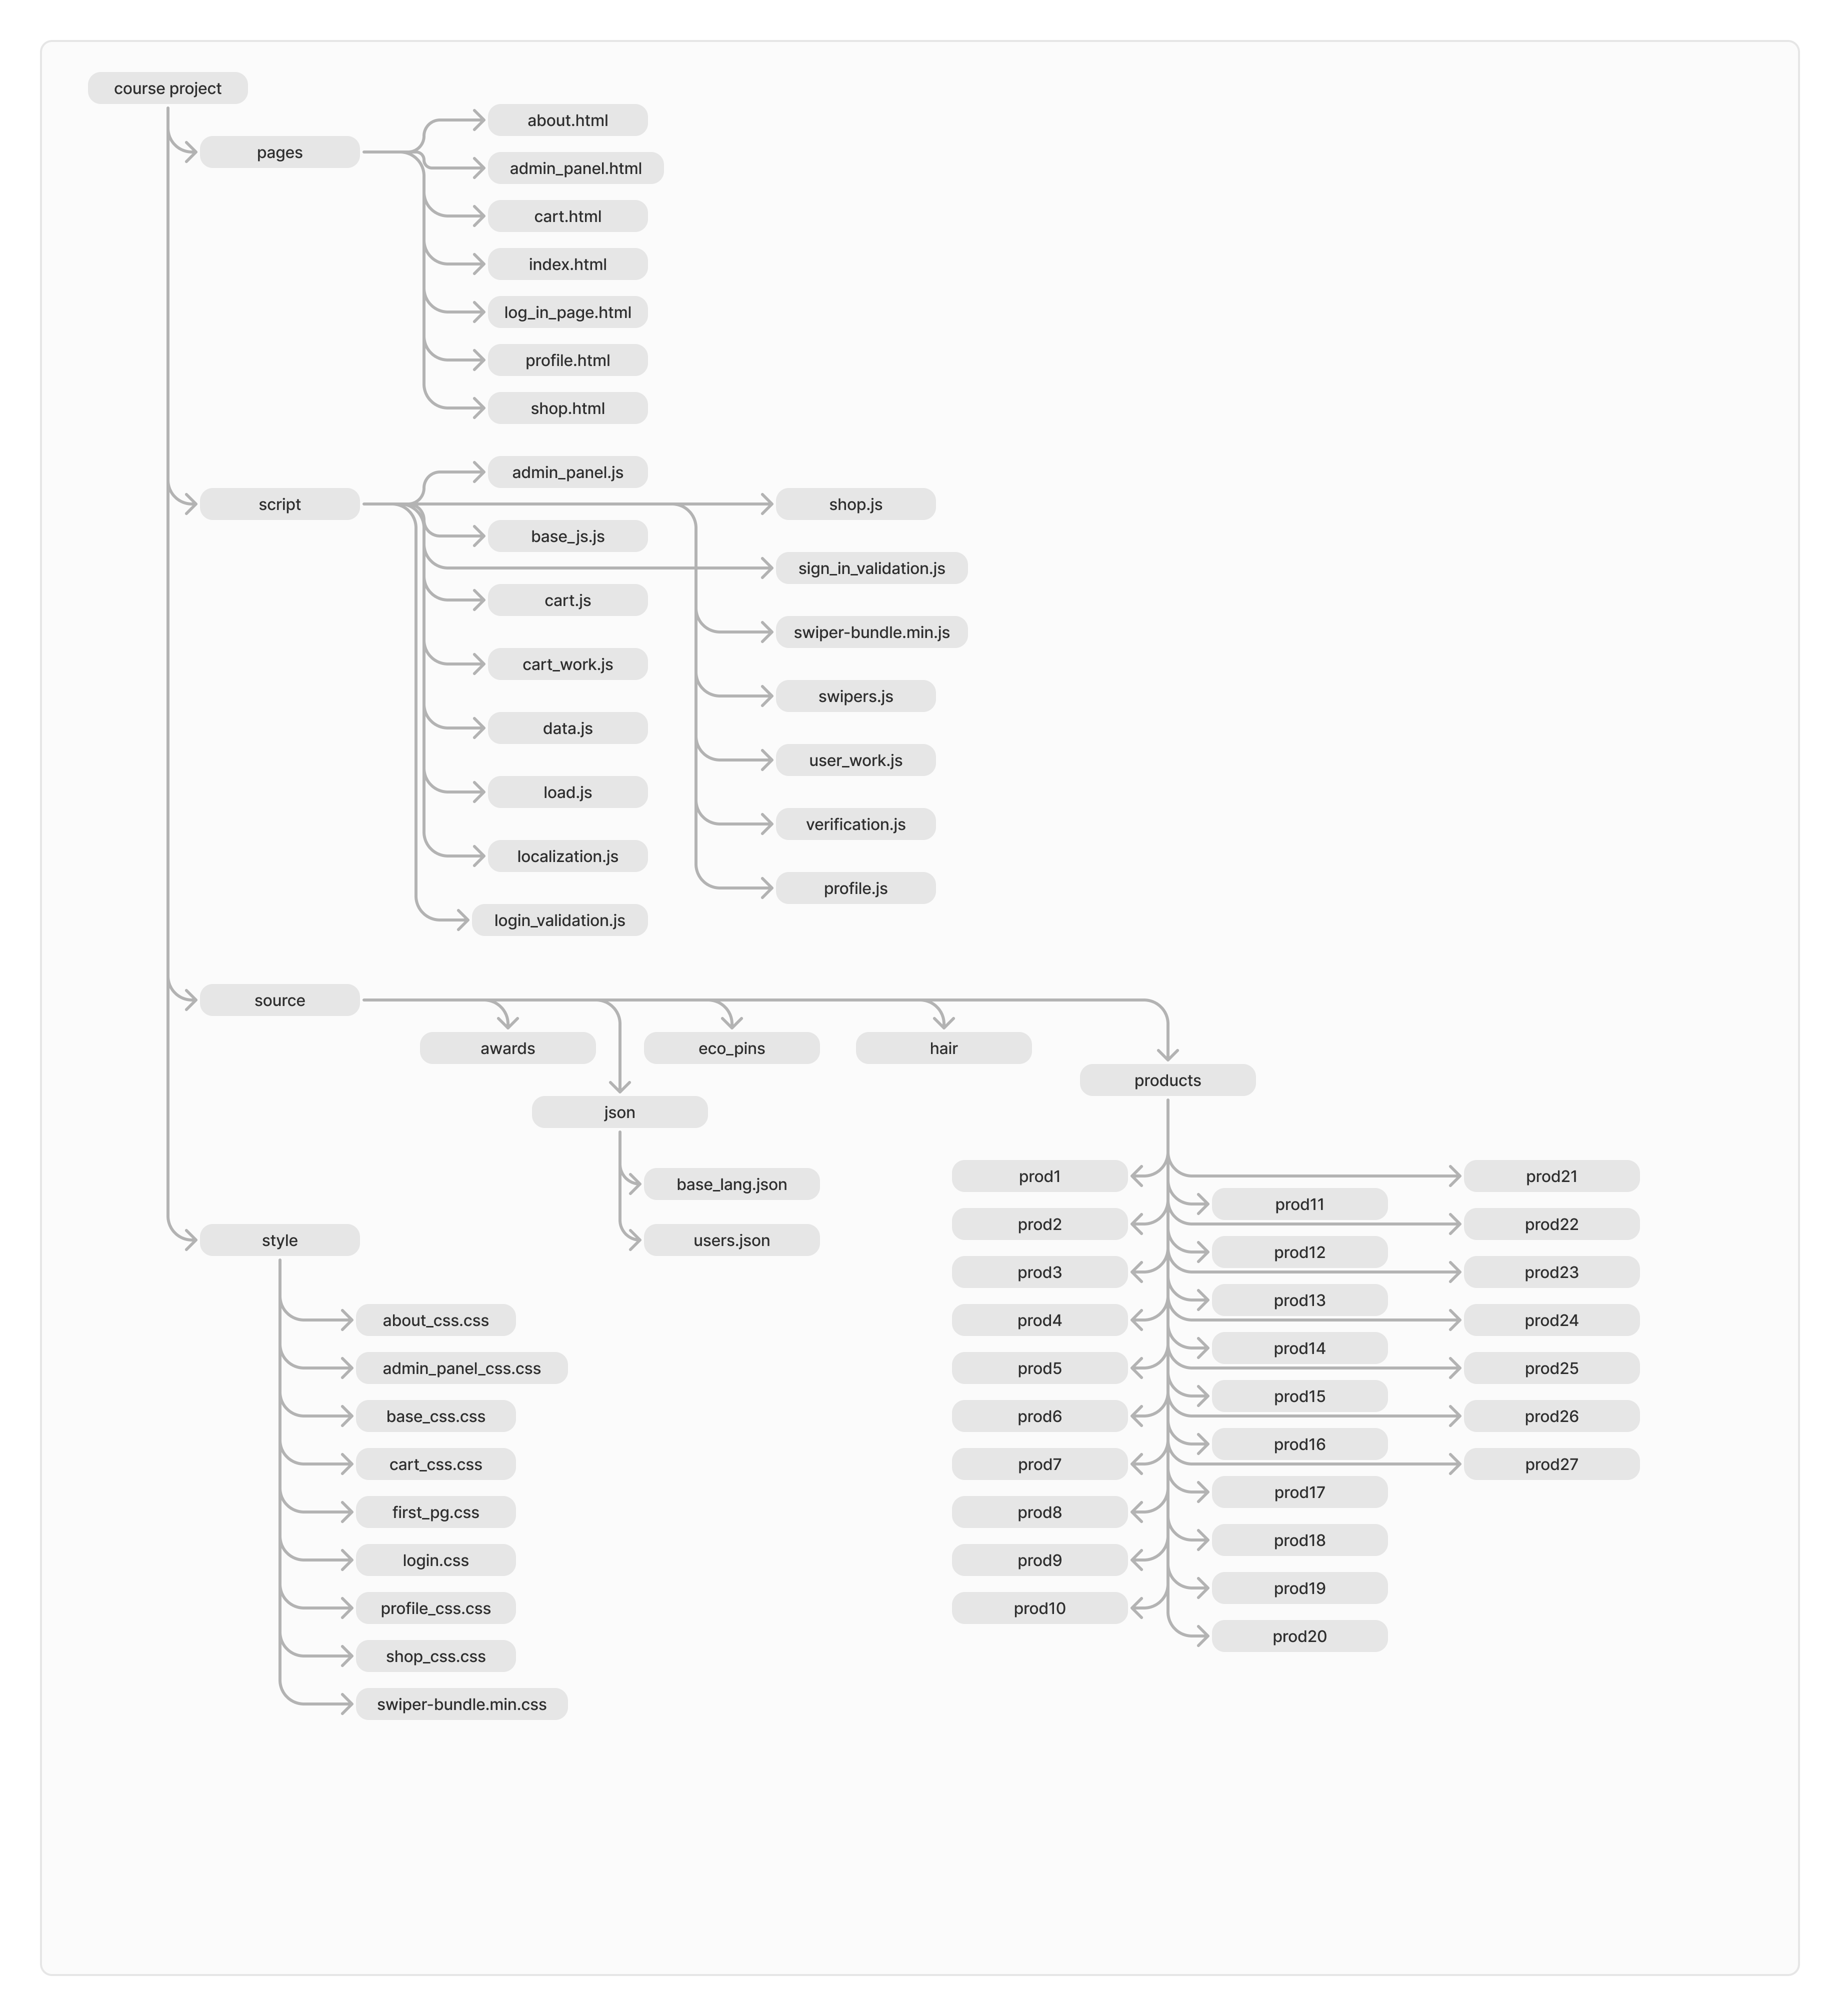 course project
pages
about.html
admin_panel.html
cart.html
index.html
log_in_page.html
profile.html
shop.html
script
admin_panel.js
base_js.js
cart.js
cart_work.js
data.js
load.js
localization.js
login_validation.js
shop.js
sign_in_validation.js
swiper-bundle.min.js
swipers.js
user_work.js
verification.js
profile.js
source
awards
eco_pins
hair
json
base_lang.json
users.json
products
prod1
prod2
prod3
prod4
prod5
prod6
prod7
prod8
prod9
prod10
prod11
prod12
prod13
prod14
prod15
prod16
prod17
prod18
prod19
prod20
prod21
prod22
prod23
prod24
prod25
prod26
prod27
style
about_css.css
admin_panel_css.css
base_css.css
cart_css.css
first_pg.css
login.css
profile_css.css
shop_css.css
swiper-bundle.min.css